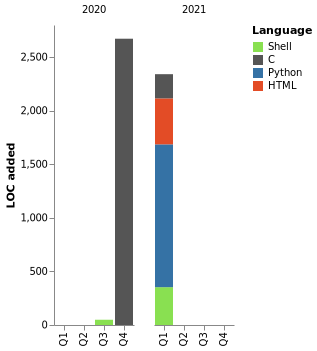 2020 2021
Language
Shell
C
Python
HTML
LOC added
2,500
2,000
1,500
1,000
500
0
Q1 Q2 Q3 Q4 Q1 Q2 Q3 Q4